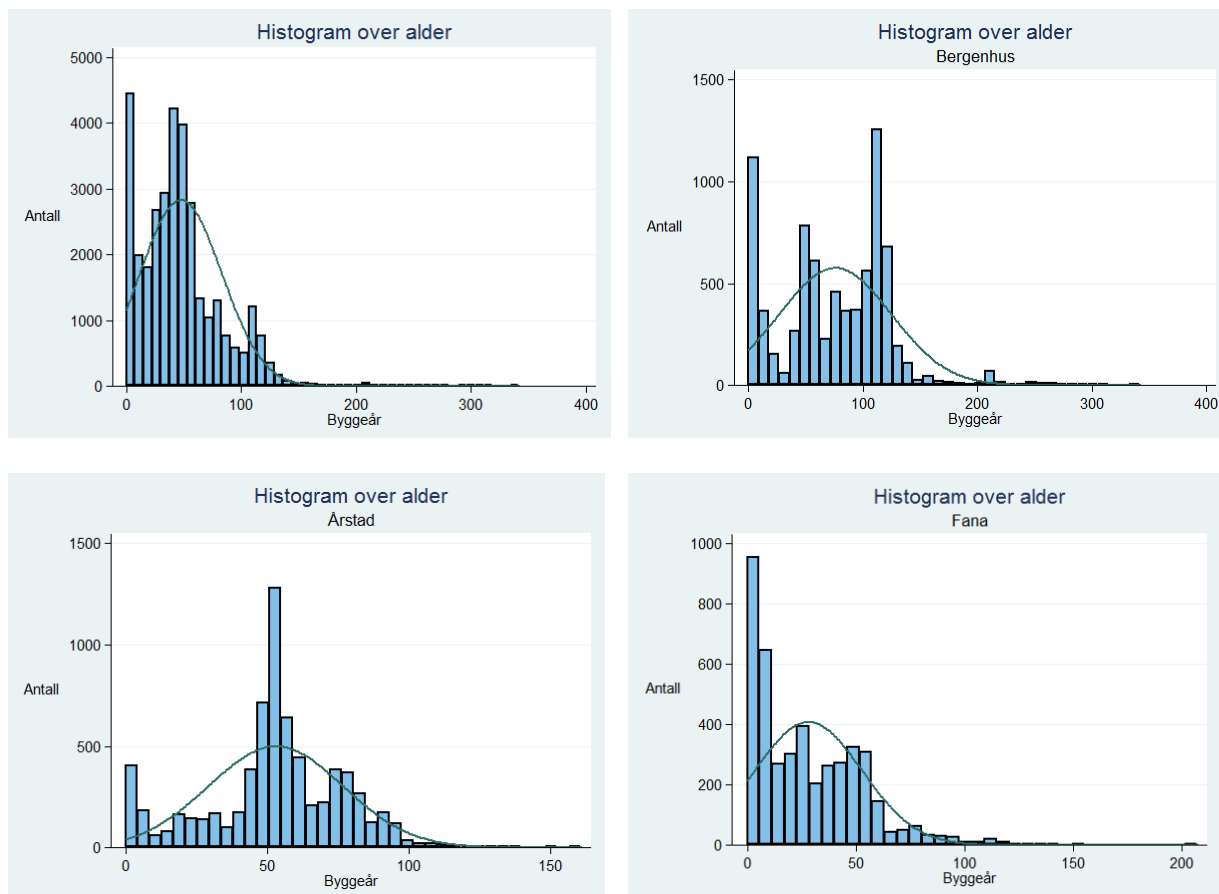 Histogram over alder
5000
4000
3000
2000
1000
0
Antall
0 100 200 300 400
Byggeår
Histogram over alder
Bergenhus
1500
1000
500
0
Antall
0 100 200 300 400
Byggeår
Histogram over alder
Årstad
1500
1000
500
0
Antall
0 50 100 150
Byggeår
Histogram over alder
Fana
1000
800
600
400
200
0
Antall
0 50 100 150 200
Byggeår